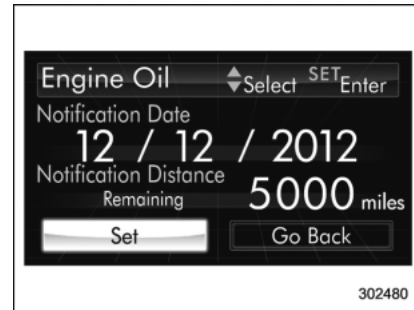 Engine Oil Select SET Enter
Notification Date
12 / 12 / 2012
Notification Distance
Remaining 5000 miles
Set Go Back
302480